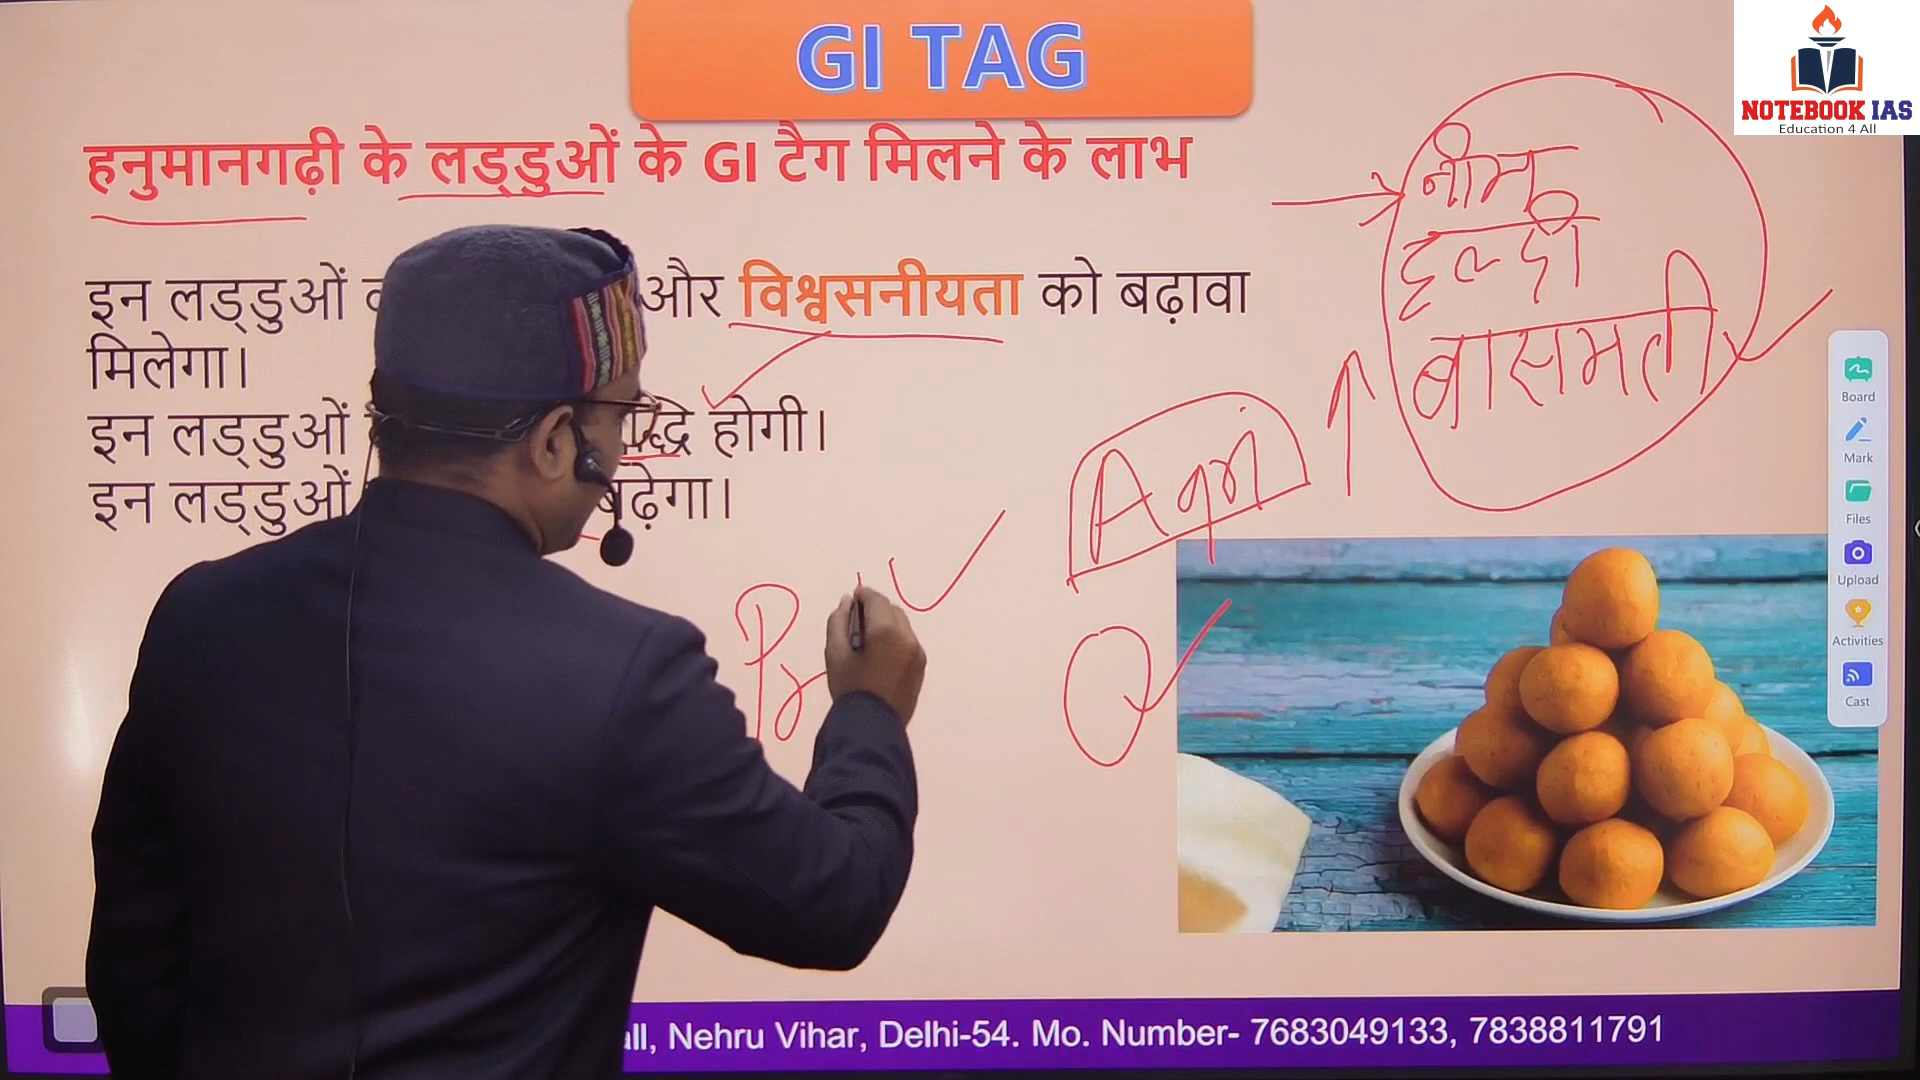 GI TAG
NOTEBOOK IAS
Education 4 All
हनुमानगढ़ी के लड्डुओं के GI टैग मिलने के लाभ
इन लड्डुओं और विश्वसनीयता को बढ़ावा
मिलेगा।
इन लड्डुओं होगी।
इन लड्डुओं बढ़ेगा।
नीम
हल्दी
बासमती
Agri
Q
Pr
Board
Mark
Files
Upload
Activities
Cast
Nehru Vihar, Delhi-54. Mo. Number- 7683049133, 7838811791